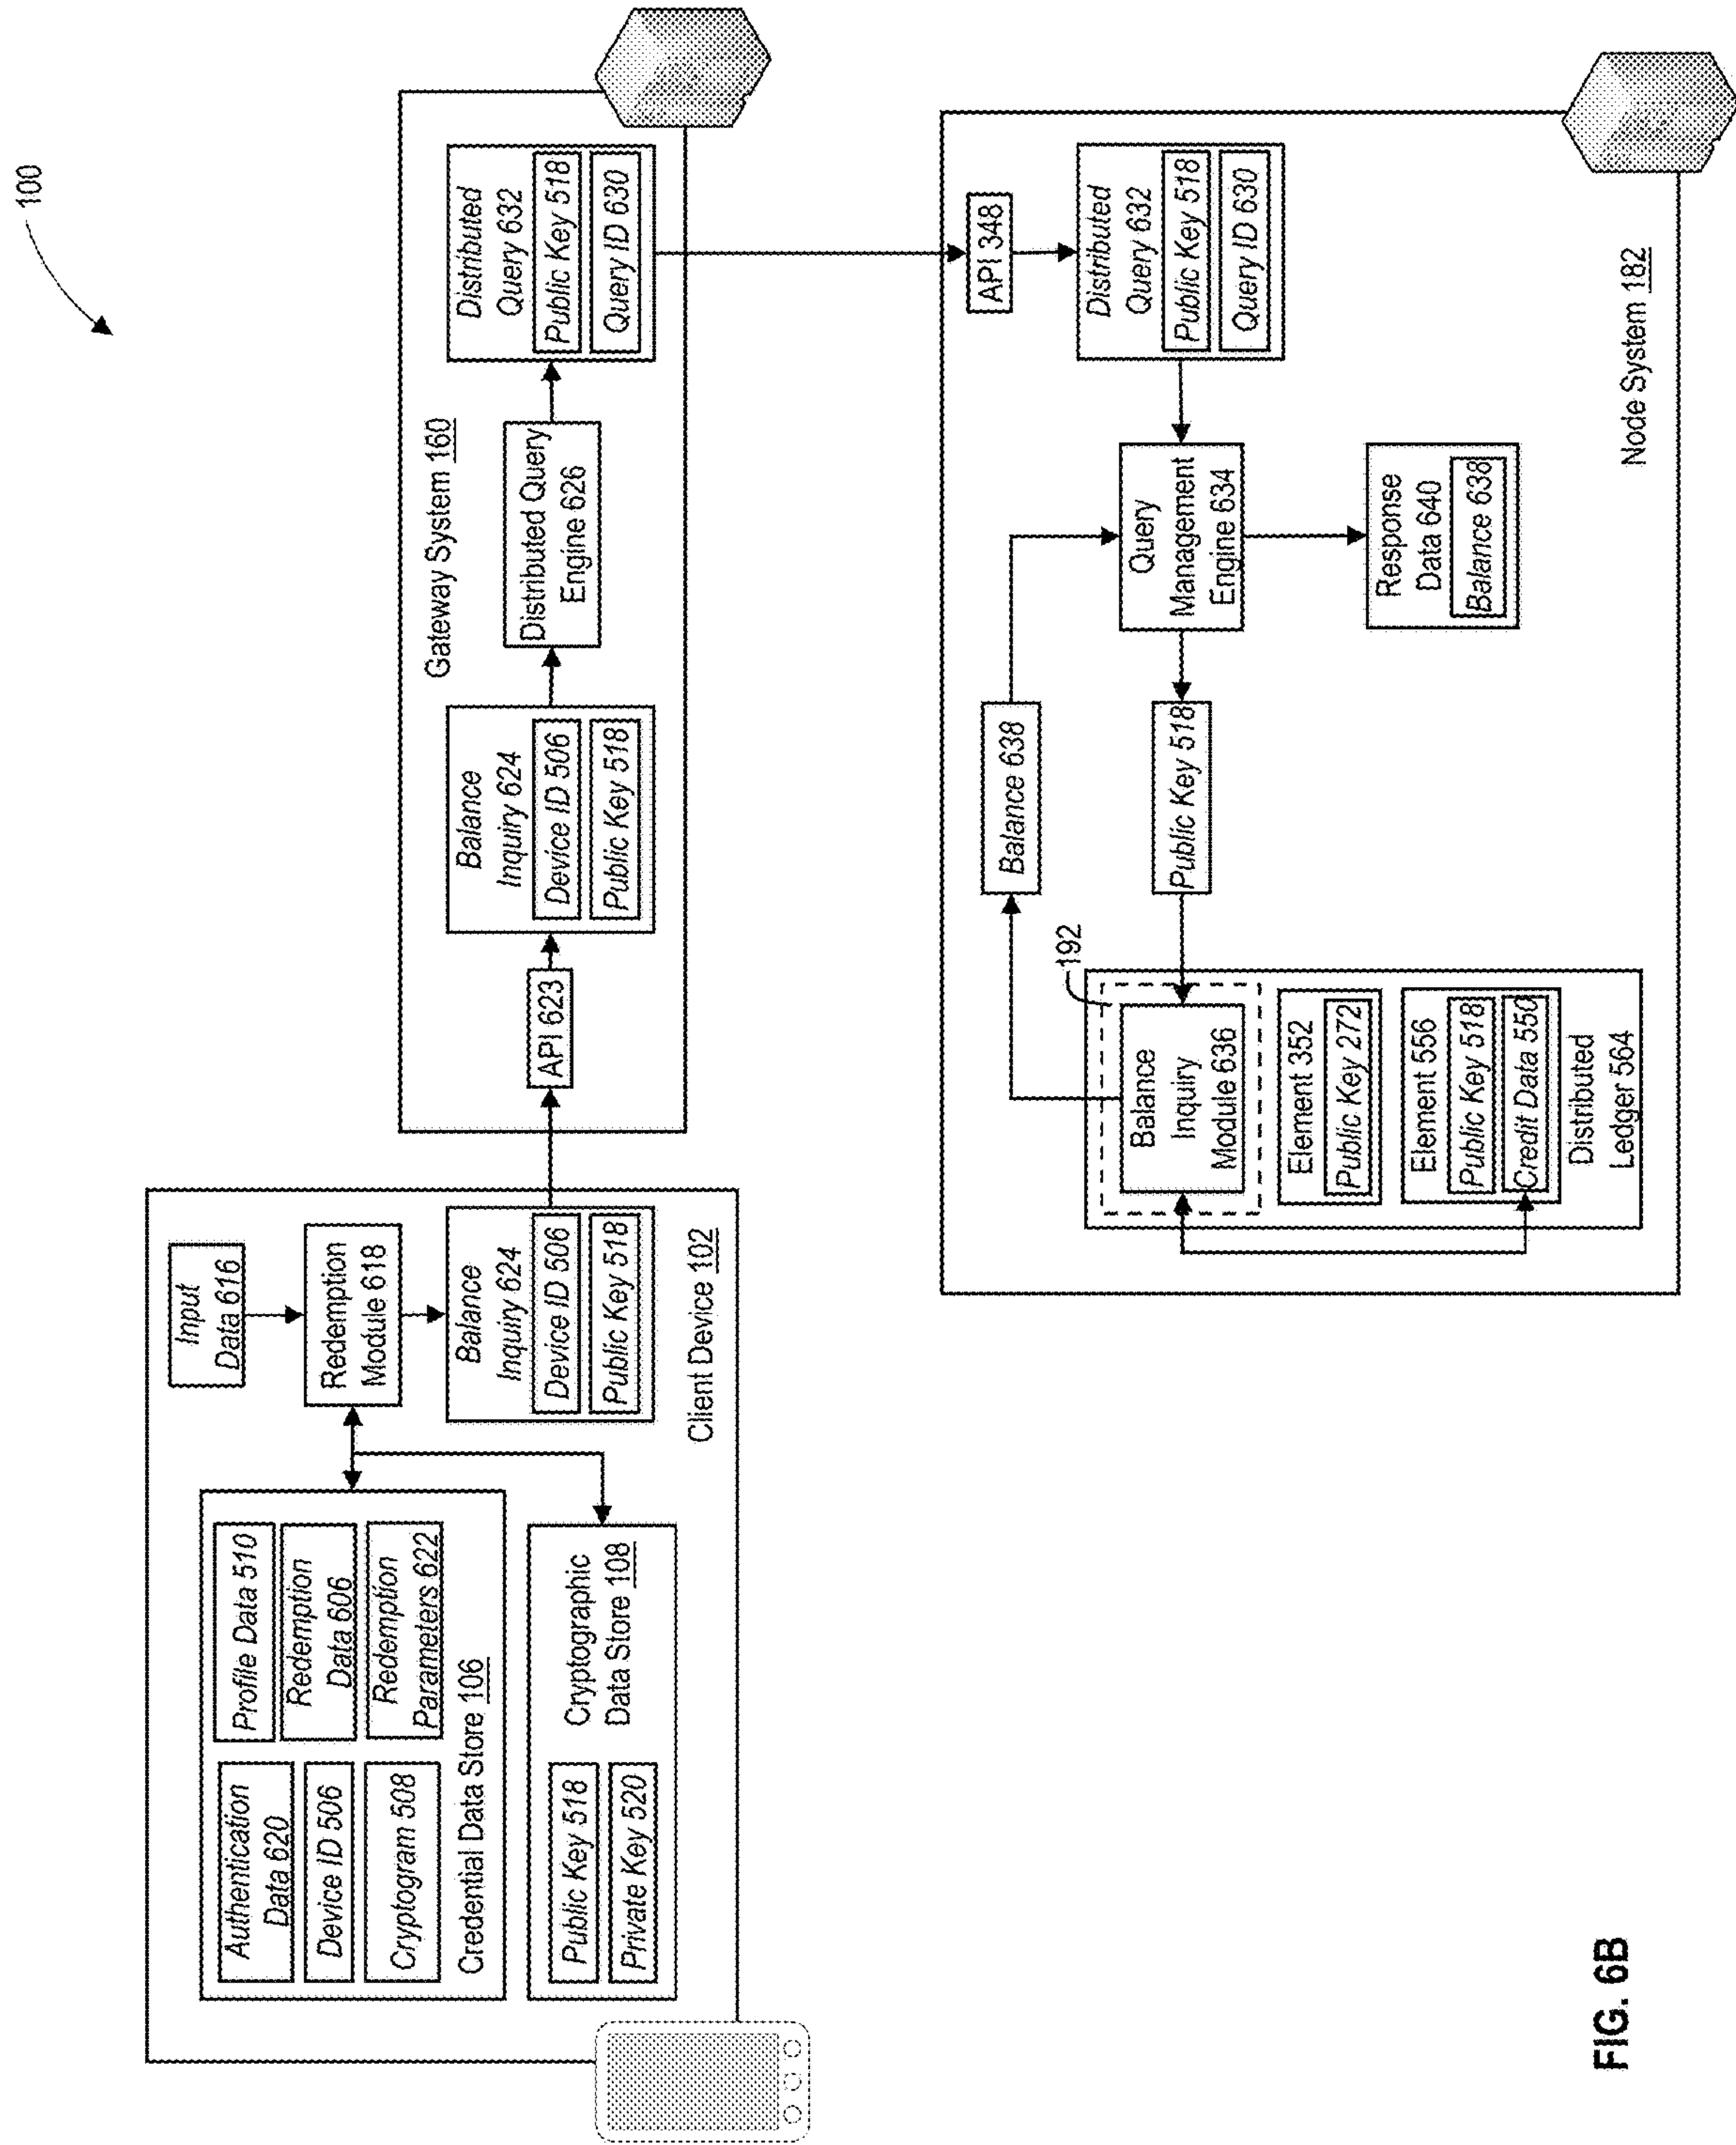 100
Input
Data 616
Redemption
Module 618
Balance
Inquiry 624
Device ID 506
Public Key 518
Authentication
Data 620
Device ID 506
Cryptogram 508
Profile Data 510
Redemption
Data 606
Redemption
Parameters 622
Credential Data Store 106
Public Key 518
Private Key 520
Cryptographic
Data Store 108
Client Device 102
Gateway System 160
API 623
Balance
Inquiry 624
Device ID 506
Public Key 518
Distributed Query
Engine 626
Distributed
Query 632
Public Key 518
Query ID 630
API 348
Distributed
Query 632
Public Key 518
Query ID 630
Query
Management
Engine 634
Response
Data 640
Balance 638
Balance 638
Public Key 518
192
Balance
Inquiry
Module 636
Element 352
Public Key 272
Element 556
Public Key 518
Credit Data 550
Distributed
Ledger 564
Node System 182
FIG. 6B